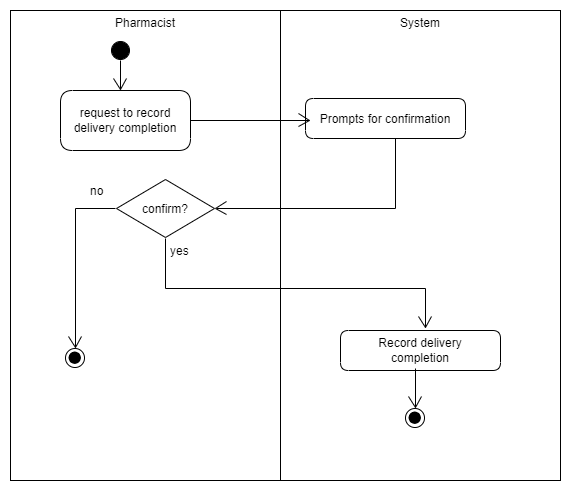 Pharmacist
System
request to record
delivery completion
Prompts for confirmation
no
confirm?
yes
Record delivery
completion